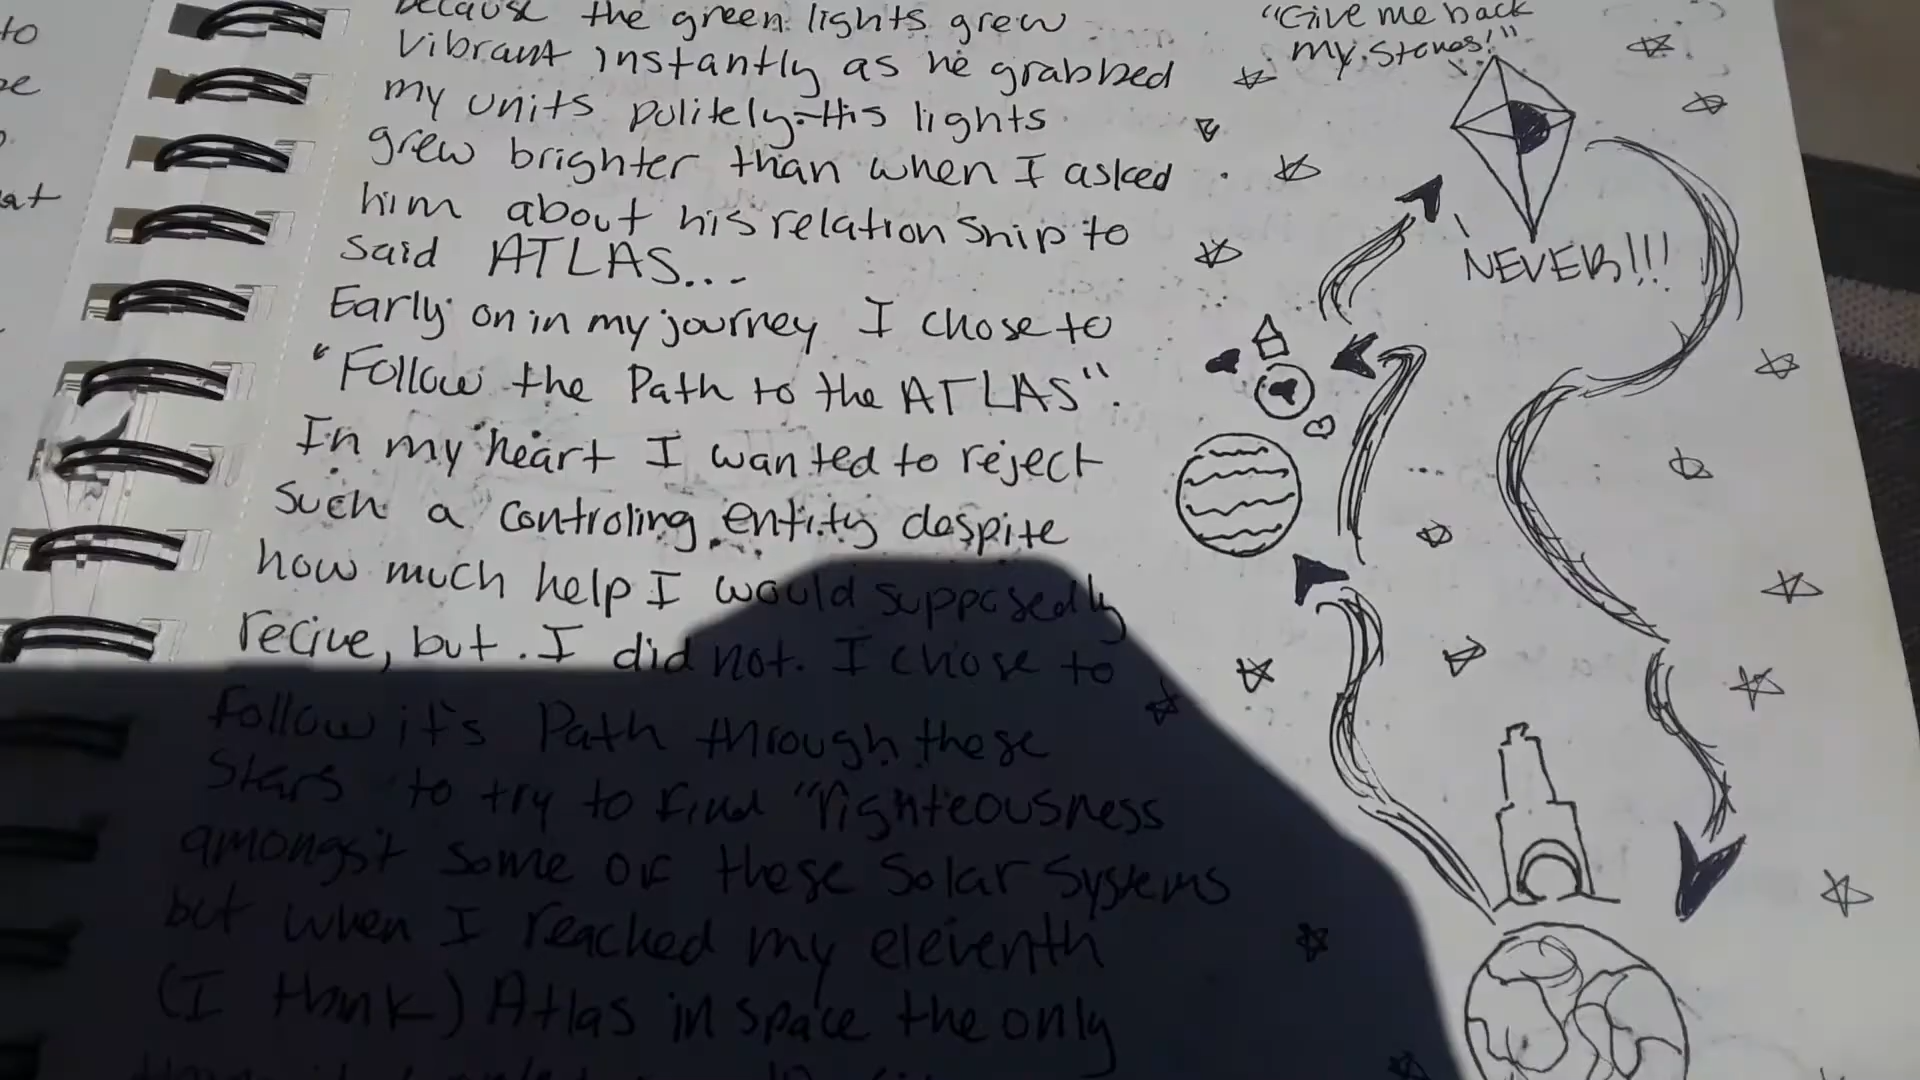 to
because the green lights grew
vibrant instantly as he grabbed
my units pulitely. His lights
grew brighter than when I asked
him about his relationship to
said ATLAS...
Early on in my journey I chose to
"Follow the Path to the ATLAS".
In my heart I wanted to reject
such a controling entity despite
how much help I would supposedly
recive, but I did not. I chose to
Follow it's Path through these
stars to try to find "righteousness
amongst some of these Solar Systems
but when I reached my eleventh
(I think) Atlas in space the only
"Give me back
my stones!"
NEVER!!!